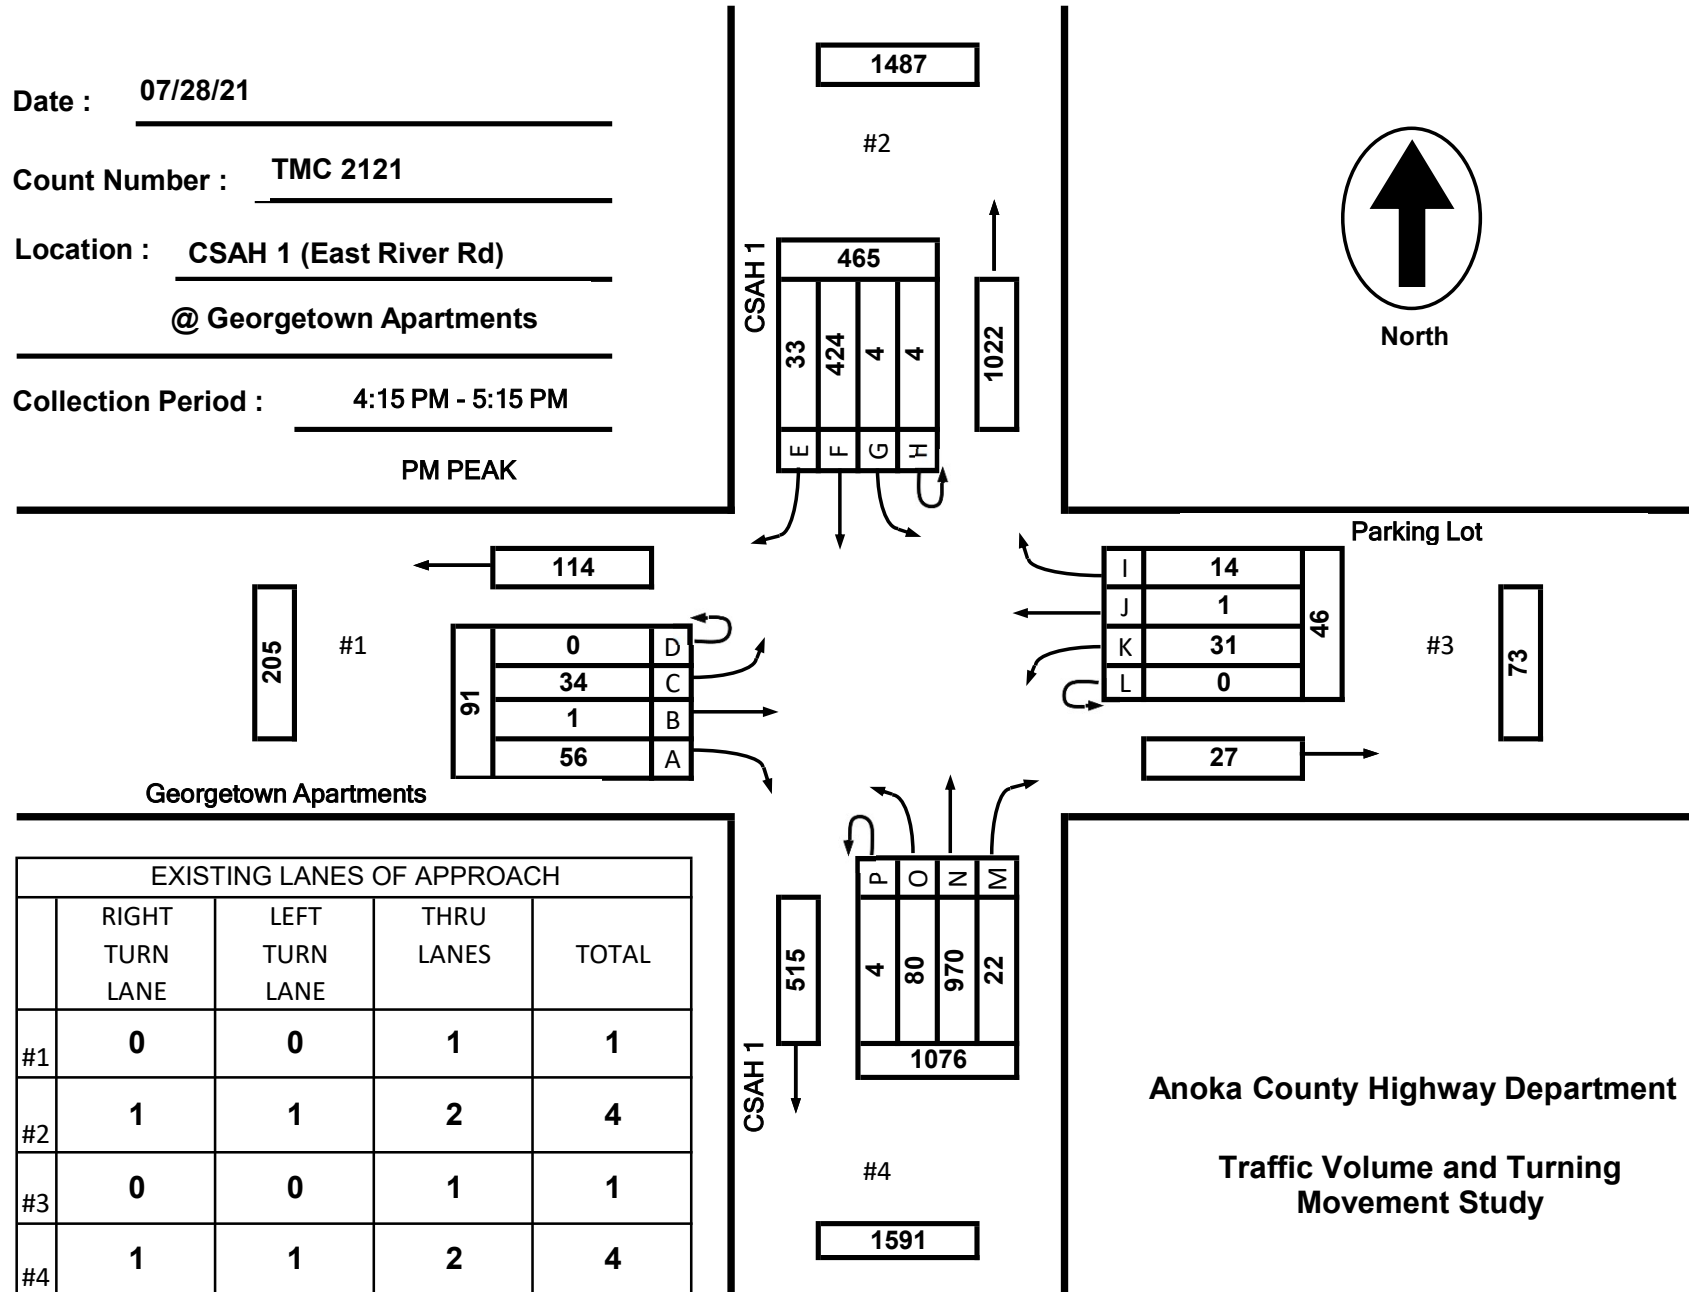 Date : 07/28/21
Count Number : TMC 2121
Location : CSAH 1 (East River Rd)
@ Georgetown Apartments
Collection Period : 4:15 PM - 5:15 PM
PM PEAK
1487
#2
CSAH 1
465
33 424 4 4
E F G H
1022
North
Parking Lot
114
205
#1
91
0 D
34 C
1 B
56 A
Georgetown Apartments
I 14
J 1
K 31
L 0
46
#3
73
27
P O N M
4 80 970 22
1076
515
CSAH 1
#4
1591
EXISTING LANES OF APPROACH
RIGHT TURN LANE LEFT TURN LANE THRU LANES TOTAL
#1 0 0 1 1
#2 1 1 2 4
#3 0 0 1 1
#4 1 1 2 4
Anoka County Highway Department
Traffic Volume and Turning
Movement Study